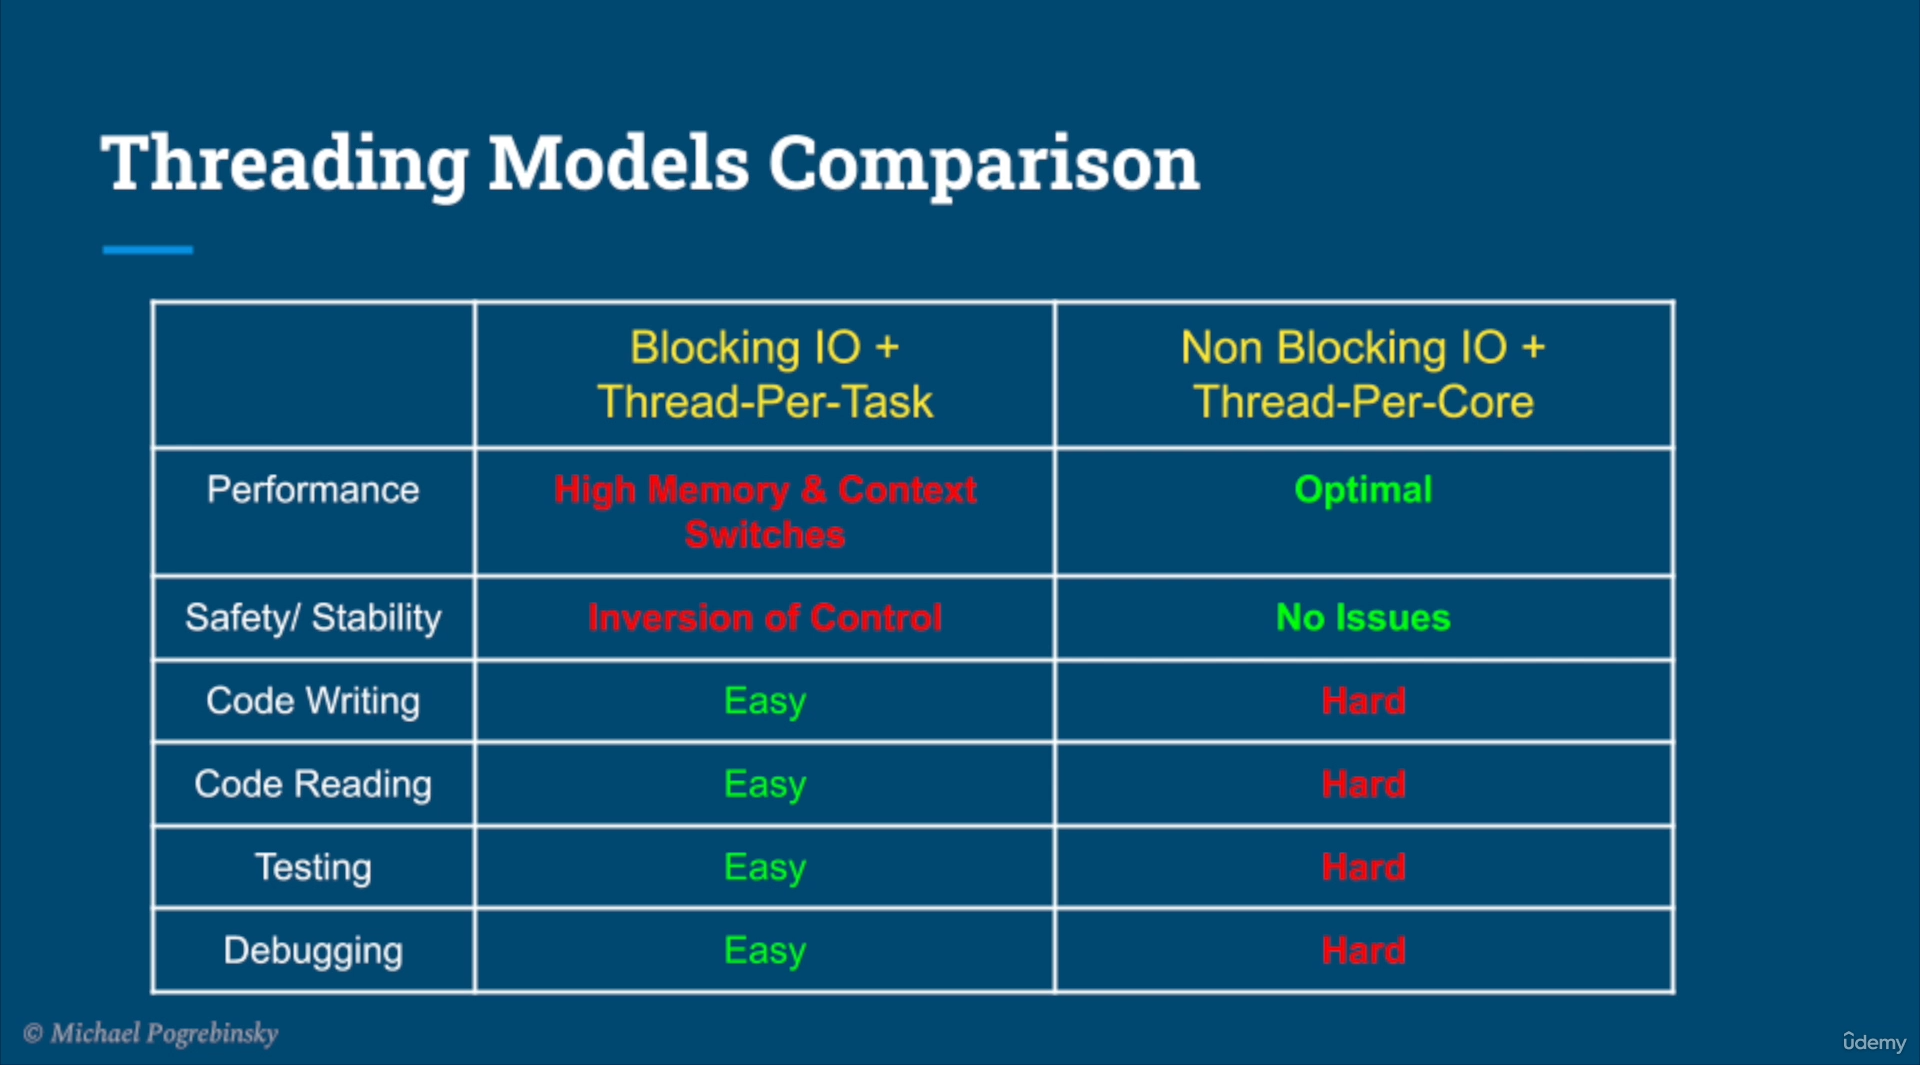 Threading Models Comparison
Blocking IO +
Thread-Per-Task
Non Blocking IO +
Thread-Per-Core
Performance
High Memory & Context
Switches
Optimal
Safety/ Stability
Inversion of Control
No Issues
Code Writing
Easy
Hard
Code Reading
Easy
Hard
Testing
Easy
Hard
Debugging
Easy
Hard
© Michael Pogrebinsky
ûdemy